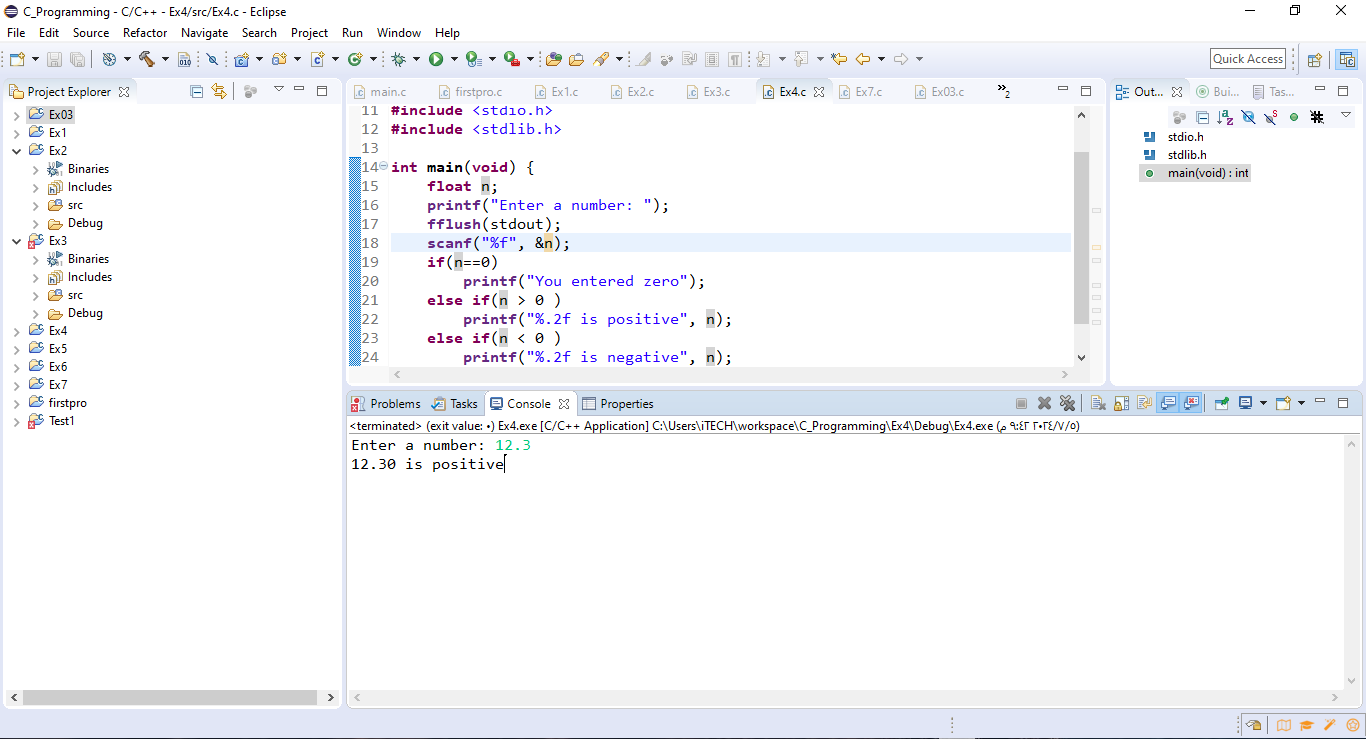 C_Programming - C/C++ - Ex4/src/Ex4.c - Eclipse
File Edit Source Refactor Navigate Search Project Run Window Help
Quick Access
Project Explorer
Ex03
Ex1
Ex2
Binaries
Includes
src
Debug
Ex3
Binaries
Includes
src
Debug
Ex4
Ex5
Ex6
Ex7
firstpro
Test1
main.c firstpro.c Ex1.c Ex2.c Ex3.c Ex4.c Ex7.c Ex03.c »2
11 #include <stdio.h>
12 #include <stdlib.h>
13
14 int main(void) {
15 float n;
16 printf("Enter a number: ");
17 fflush(stdout);
18 scanf("%f", &n);
19 if(n==0)
20 printf("You entered zero");
21 else if(n > 0 )
22 printf("%.2f is positive", n);
23 else if(n < 0 )
24 printf("%.2f is negative", n);
Out... Bui... Tas...
stdio.h
stdlib.h
main(void) : int
Problems Tasks Console Properties
<terminated> (exit value: ٠) Ex4.exe [C/C++ Application] C:\Users\iTECH\workspace\C_Programming\Ex4\Debug\Ex4.exe (٢٠٢٤/٧/٥ ٩:٤٣ م)
Enter a number: 12.3
12.30 is positive